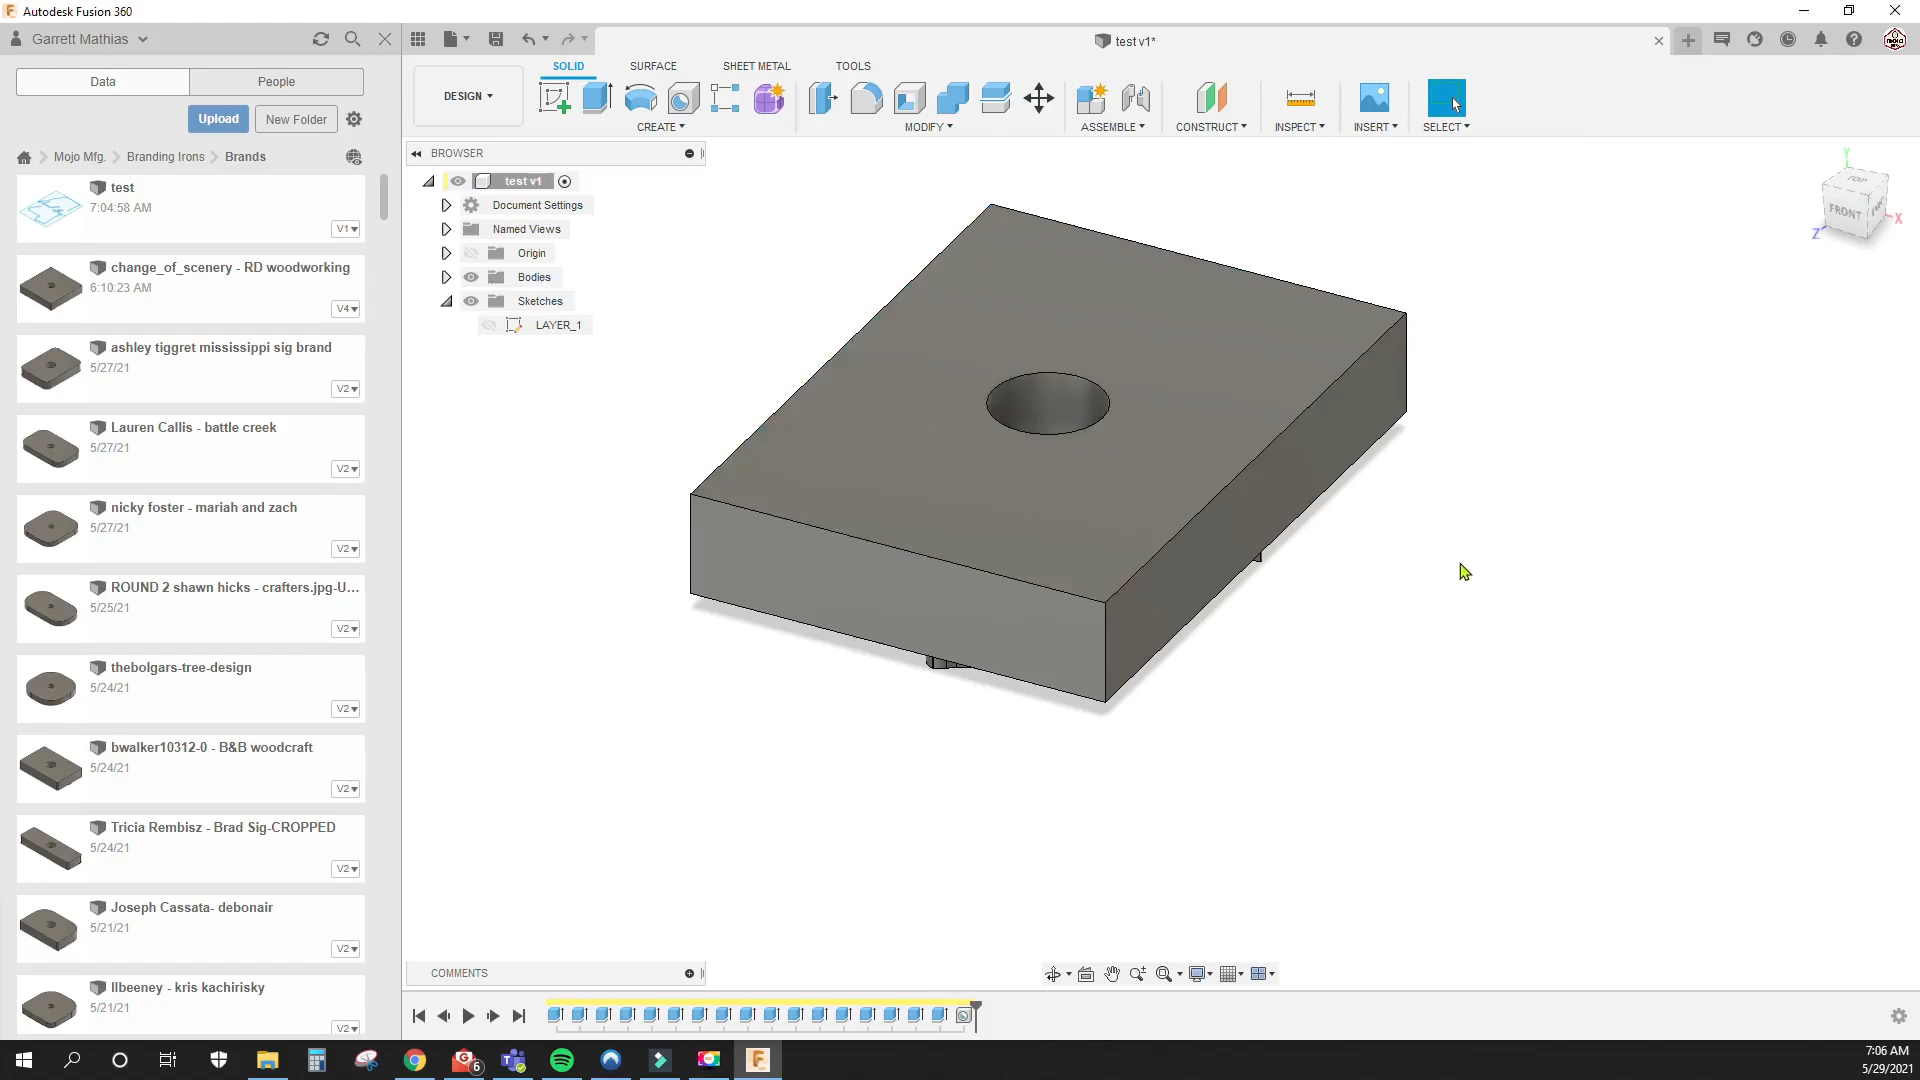 Autodesk Fusion 360
Garrett Mathias
test v1*
Data
People
Upload
New Folder
Mojo Mfg.
Branding Irons
Brands
test
7:04:58 AM
V1
change_of_scenery - RD woodworking
6:10:23 AM
V4
ashley tiggret mississippi sig brand
5/27/21
V2
Lauren Callis - battle creek
5/27/21
V2
nicky foster - mariah and zach
5/27/21
V2
ROUND 2 shawn hicks - crafters.jpg-U...
5/25/21
V2
thebolgars-tree-design
5/24/21
V2
bwalker10312-0 - B&B woodcraft
5/24/21
V2
Tricia Rembisz - Brad Sig-CROPPED
5/24/21
V2
Joseph Cassata- debonair
5/21/21
V2
llbeeney - kris kachirisky
5/21/21
V2
SOLID
SURFACE
SHEET METAL
TOOLS
DESIGN
CREATE
MODIFY
ASSEMBLE
CONSTRUCT
INSPECT
INSERT
SELECT
BROWSER
test v1
Document Settings
Named Views
Origin
Bodies
Sketches
LAYER_1
Y
TOP
FRONT
X
Z
COMMENTS
6
7:06 AM
5/29/2021